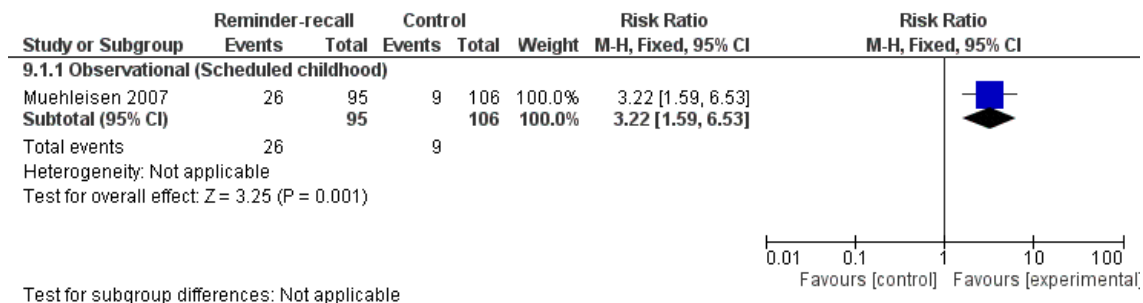 Reminder-recall Control Risk Ratio Risk Ratio
Study or Subgroup Events Total Events Total Weight M-H, Fixed, 95% CI M-H, Fixed, 95% CI
9.1.1 Observational (Scheduled childhood)
Muehleisen 2007 26 95 9 106 100.0% 3.22 [1.59, 6.53]
Subtotal (95% CI) 95 106 100.0% 3.22 [1.59, 6.53]
Total events 26 9
Heterogeneity: Not applicable
Test for overall effect: Z = 3.25 (P = 0.001)
0.01 0.1 1 10 100
Favours [control] Favours [experimental]
Test for subgroup differences: Not applicable